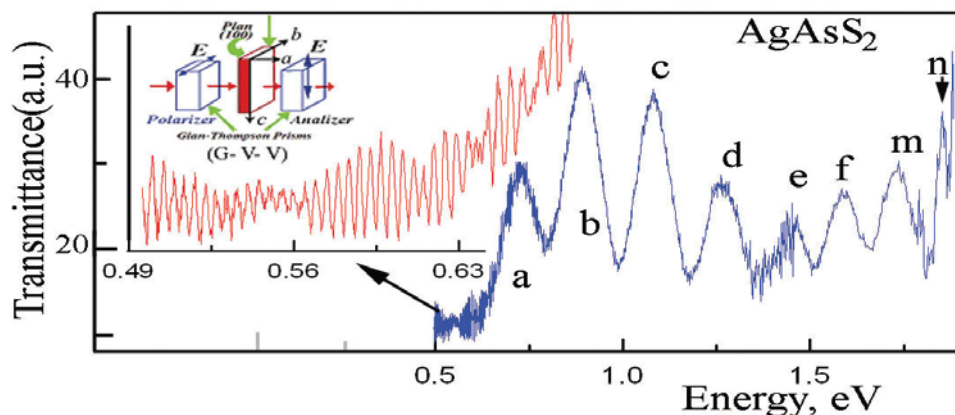 AgAsS2
Transmittance(a.u.)
40
20
Plan
(100)
b
a
E
E
c
Polarizer
Analizer
Glan-Thompson Prisms
(G- V- V)
0.49
0.56
0.63
a
b
c
d
e
f
m
n
0.5
1.0
1.5
Energy, eV